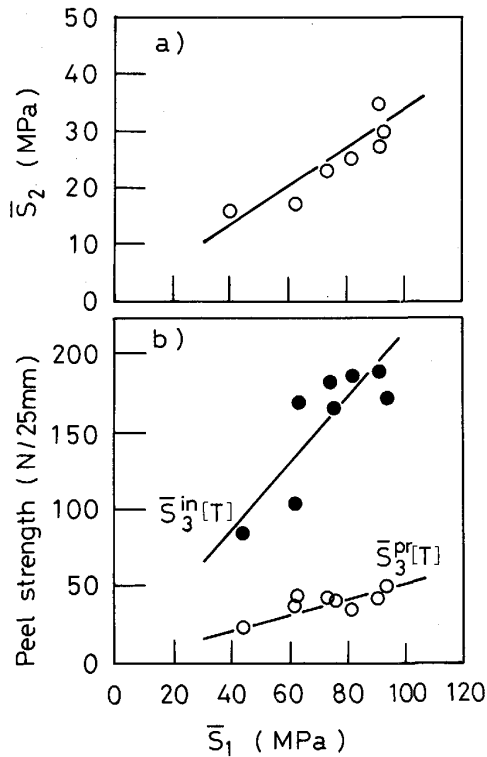 50
a)
40
30
20
10
0
S̄₂ (MPa)
b)
200
150
100
50
0
Peel strength (N/25mm)
S̄₃ⁱⁿ[T]
S̄₃ᵖʳ[T]
0 20 40 60 80 100 120
S̄₁ (MPa)